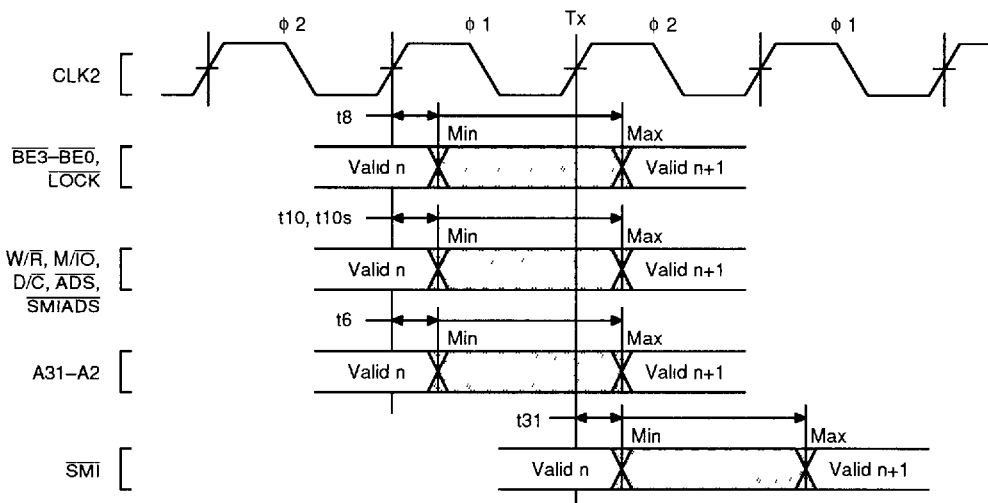 Tx
ϕ 2 ϕ 1 ϕ 2 ϕ 1
CLK2
t8
Min Max
BE3–BE0,
LOCK
Valid n Valid n+1
t10, t10s
Min Max
W/R, M/IO,
D/C, ADS,
SMIADS
Valid n Valid n+1
t6
Min Max
A31–A2
Valid n Valid n+1
t31
Min Max
SMI
Valid n Valid n+1